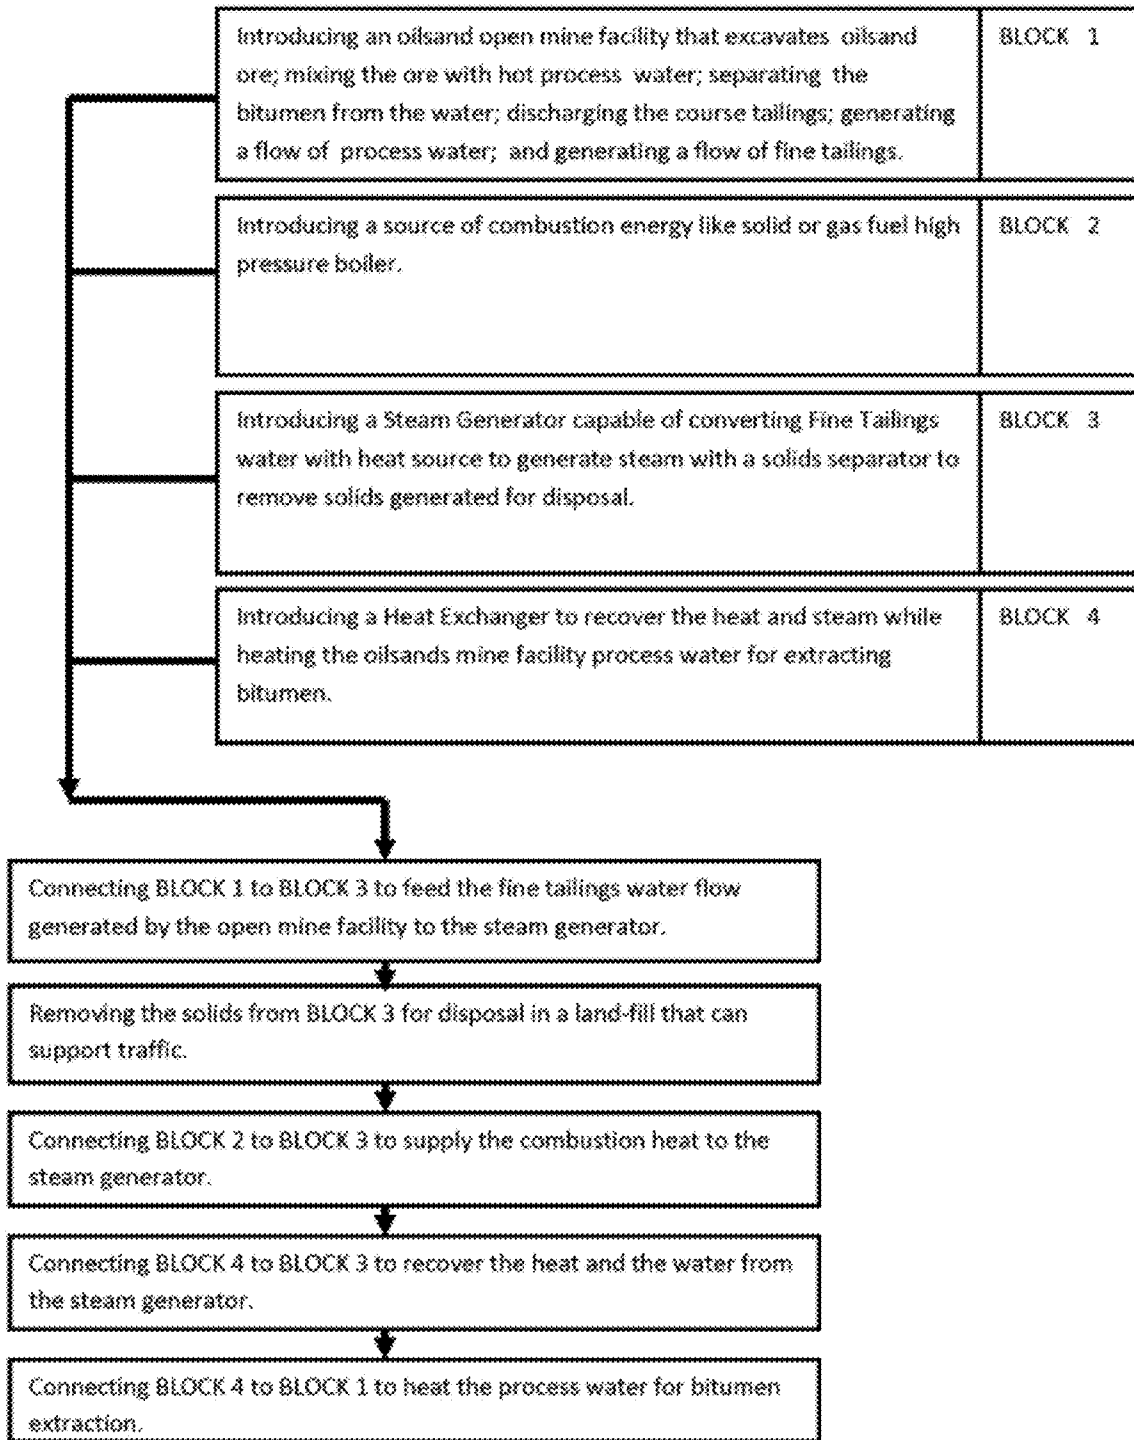 Introducing an oilsand open mine facility that excavates oilsand
ore; mixing the ore with hot process water; separating the
bitumen from the water; discharging the course tailings; generating
a flow of process water; and generating a flow of fine tailings.
BLOCK 1
Introducing a source of combustion energy like solid or gas fuel high
pressure boiler.
BLOCK 2
Introducing a Steam Generator capable of converting Fine Tailings
water with heat source to generate steam with a solids separator to
remove solids generated for disposal.
BLOCK 3
Introducing a Heat Exchanger to recover the heat and steam while
heating the oilsands mine facility process water for extracting
bitumen.
BLOCK 4
Connecting BLOCK 1 to BLOCK 3 to feed the fine tailings water flow
generated by the open mine facility to the steam generator.
Removing the solids from BLOCK 3 for disposal in a land-fill that can
support traffic.
Connecting BLOCK 2 to BLOCK 3 to supply the combustion heat to the
steam generator.
Connecting BLOCK 4 to BLOCK 3 to recover the heat and the water from
the steam generator.
Connecting BLOCK 4 to BLOCK 1 to heat the process water for bitumen
extraction.